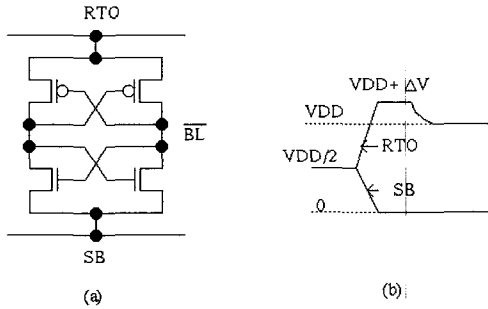 RTO
BL
SB
(a)
VDD+ ΔV
VDD
RTO
VDD/2
SB
0
(b)